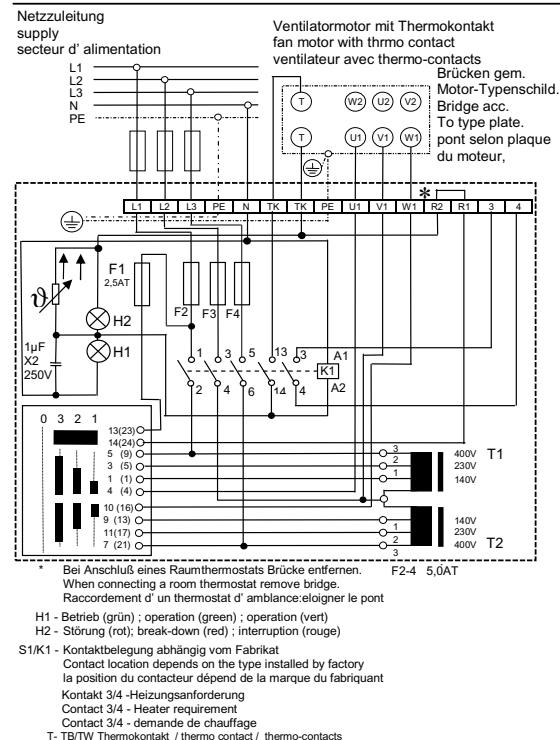 Netzzuleitung
supply
secteur d' alimentation
L1
L2
L3
N
PE
Ventilatormotor mit Thermokontakt
fan motor with thrmo contact
ventilateur avec thermo-contacts
Brücken gem.
Motor-Typenschild.
Bridge acc.
To type plate.
pont selon plaque
du moteur,
T W2 U2 V2
T U1 V1 W1
*
L1 L2 L3 PE N TK TK PE U1 V1 W1 R2 R1 3 4
F1
2,5AT
F2
F3
F4
ϑ
H2
H1
1µF
X2
250V
1 3 5 13 3
2 4 6 14 4
A1
K1
A2
0 3 2 1
13(23)
14(24)
5 (9)
3 (5)
1 (1)
4 (4)
10 (16)
9 (13)
11(17)
7 (21)
3 400V T1
2 230V
1 140V
140V
1 230V
2 400V T2
3
* Bei Anschluß eines Raumthermostats Brücke entfernen. F2-4 5,0AT
When connecting a room thermostat remove bridge.
Raccordement d' un thermostat d' ambiance:eloigner le pont
H1 - Betrieb (grün) ; operation (green) ; operation (vert)
H2 - Störung (rot); break-down (red) ; interruption (rouge)
S1/K1 - Kontaktbelegung abhängig vom Fabrikat
Contact location depends on the type installed by factory
la position du contacteur dépend de la marque du fabriquant
Kontakt 3/4 -Heizungsanforderung
Contact 3/4 - Heater requirement
Contact 3/4 - demande de chauffage
T- TB/TW Thermokontakt / thermo contact / thermo-contacts